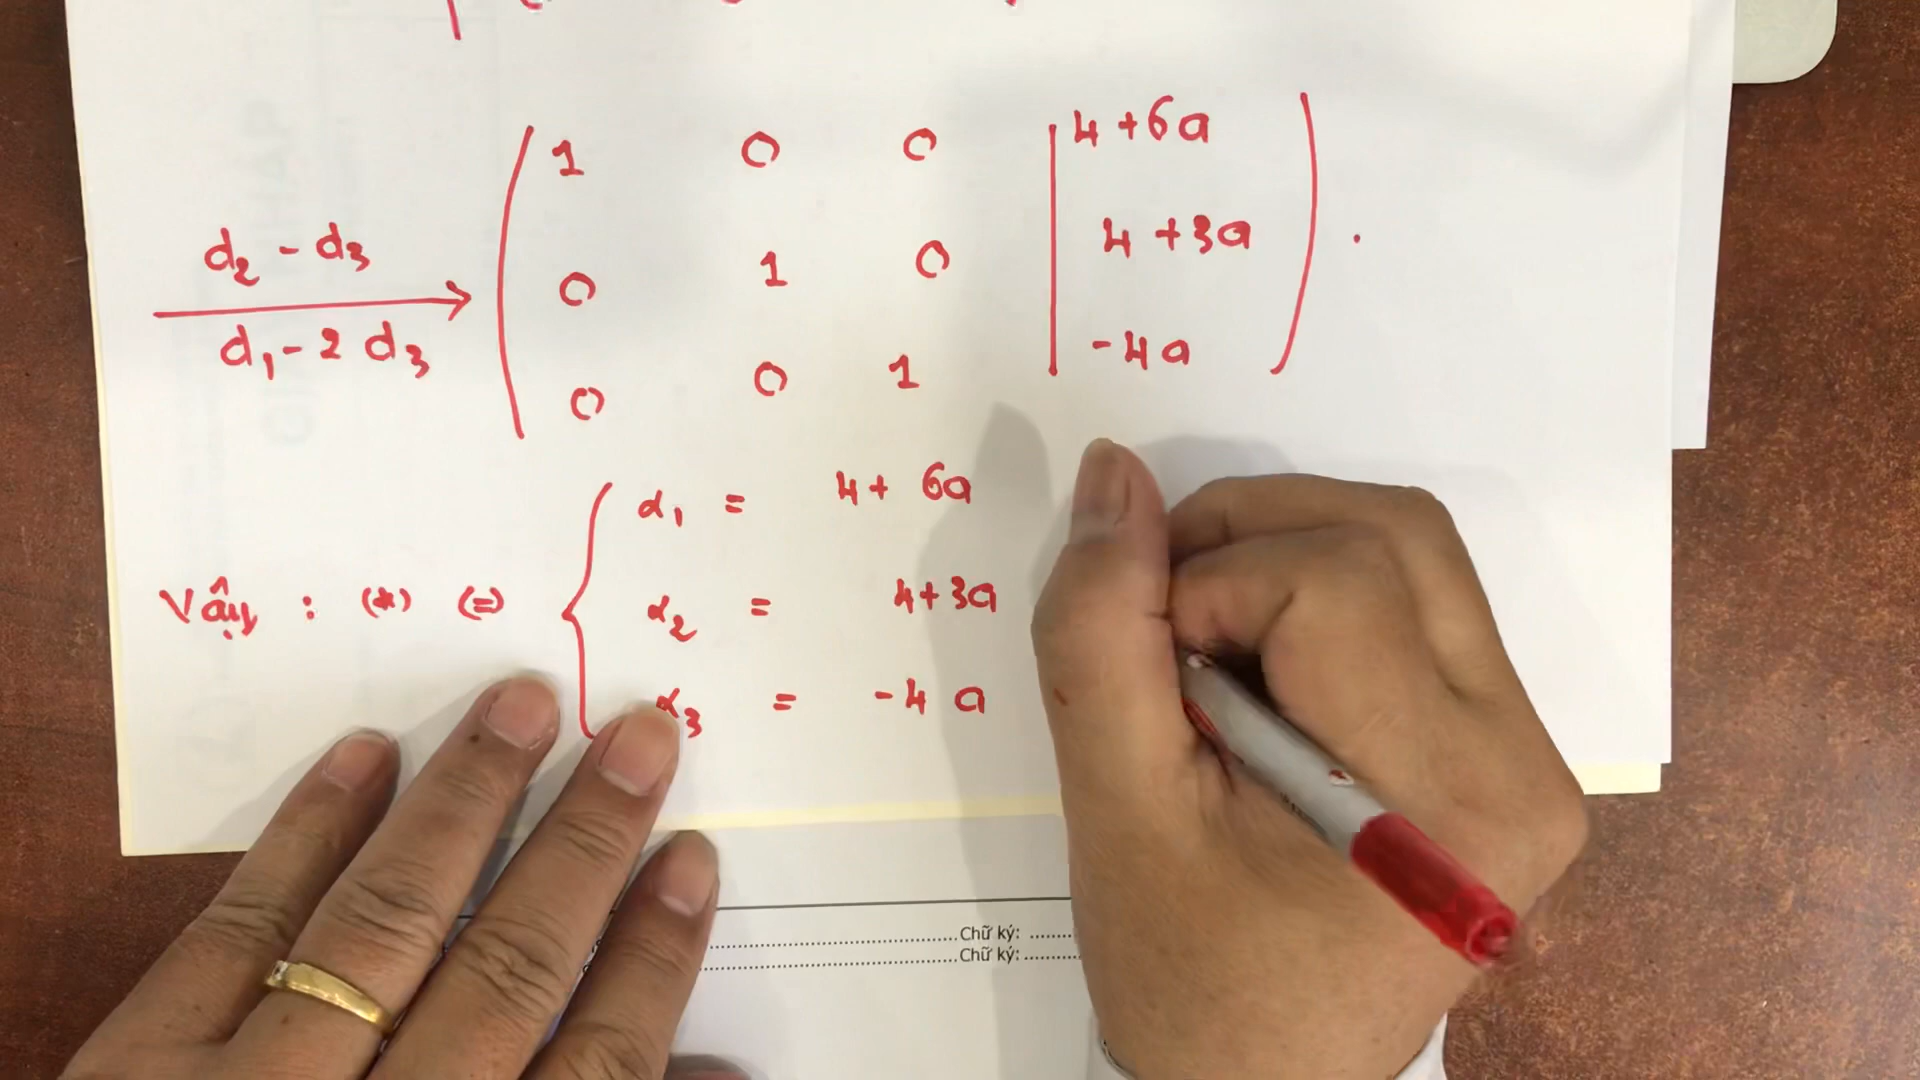 1 0 0 | 4 + 6a
d₂ - d₃
0 1 0 | 4 + 3a .
d₁ - 2 d₃
0 0 1 | - 4a
α₁ = 4 + 6a
Vậy : (*) (=) α₂ = 4 + 3a
α₃ = - 4 a
Chữ ký: ........
Chữ ký: ........